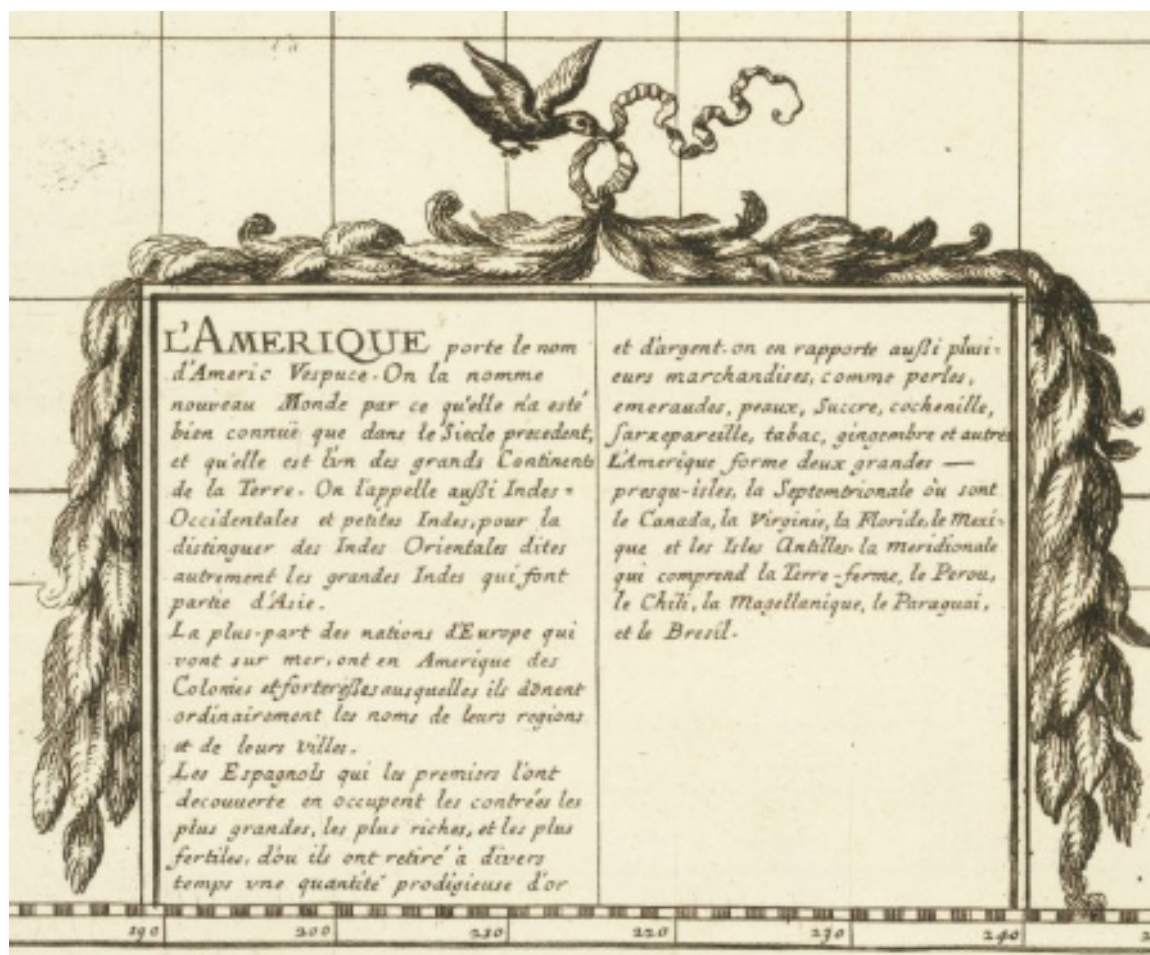 L'AMERIQUE porte le nom
d'Americ Vespuce. On la nomme
nouveau Monde par ce qu'elle n'a esté
bien connuë que dans le Siecle precedent,
et qu'elle est l'vn des grands Continents
de la Terre. On l'appelle außi Indes =
Occidentales et petites Indes, pour la
distinguer des Indes Orientales dites
autrement les grandes Indes qui font
partie d'Asie.
La plus-part des nations d'Europe qui
vont sur mer, ont en Amerique des
Colonies et forteréßes ausquelles ils dōnent
ordinairement les noms de leurs regions
et de leurs villes.
Les Espagnols qui les premiers l'ont
decouuerte en occupent les contrées les
plus grandes, les plus riches, et les plus
fertiles, d'ou ils ont retiré à divers
temps vne quantité prodigieuse d'or
et d'argent. on en rapporte außi plusi=
eurs marchandises, comme perles,
emeraudes, peaux, Succre, cochenille,
sarxepareille, tabac, gingembre et autres
L'Amerique forme deux grandes —
presqu-isles, la Septemtrionale où sont
le Canada, la Virginie, la Floride, le Mexi=
que et les Isles Antilles. la meridionale
qui comprend la Terre-ferme, le Perou,
le Chili, la Magellanique, le Paraguai,
et le Bresil.
190 200 210 220 230 240